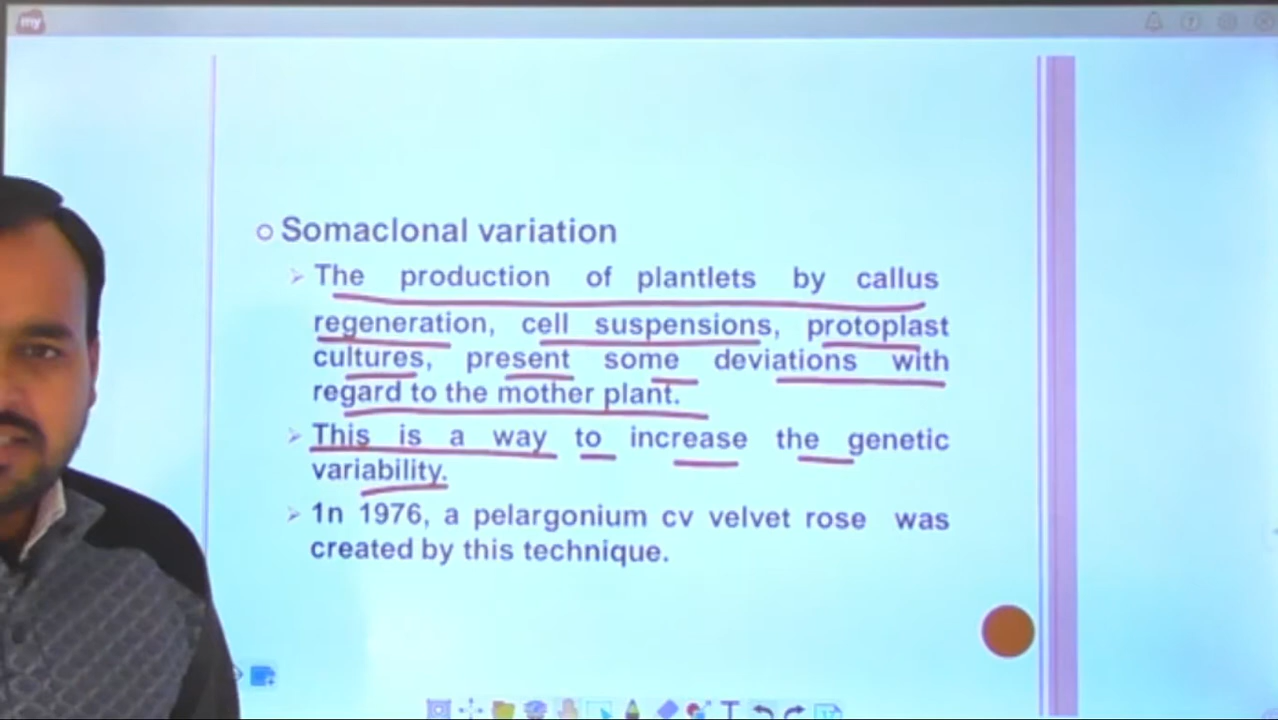 my
Somaclonal variation
The production of plantlets by callus
regeneration, cell suspensions, protoplast
cultures, present some deviations with
regard to the mother plant.
This is a way to increase the genetic
variability.
1n 1976, a pelargonium cv velvet rose was
created by this technique.